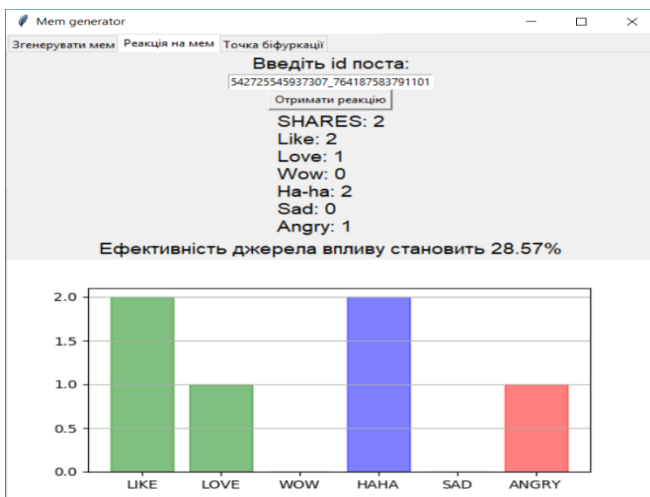 Mem generator
Згенерувати мем Реакція на мем Точка біфуркації
Введіть id поста:
542725545937307_764187583791101
Отримати реакцію
SHARES: 2
Like: 2
Love: 1
Wow: 0
Ha-ha: 2
Sad: 0
Angry: 1
Ефективність джерела впливу становить 28.57%
2.0
1.5
1.0
0.5
0.0
LIKE LOVE WOW HAHA SAD ANGRY